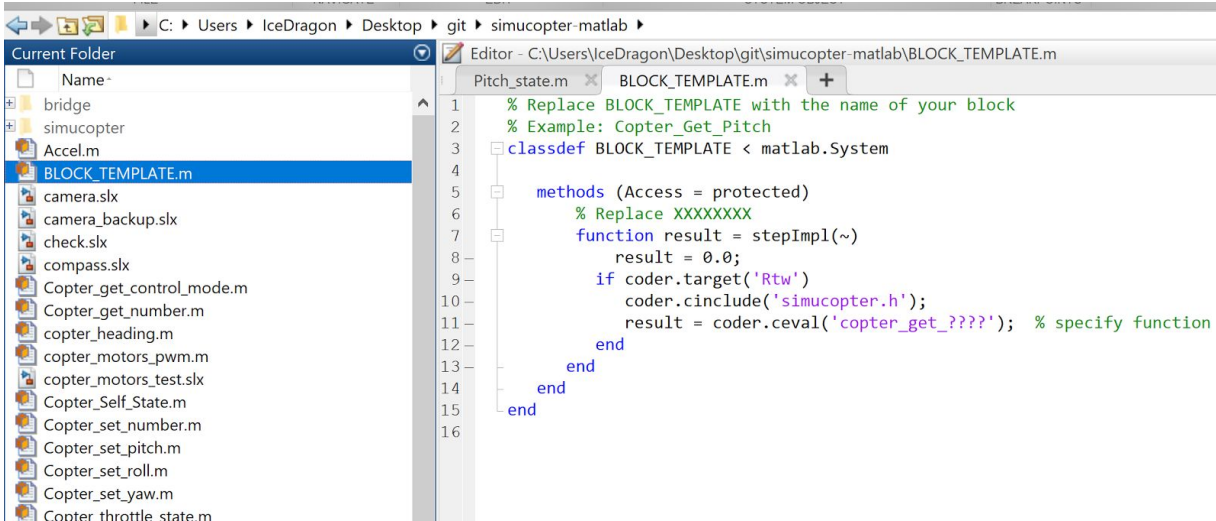 C: Users IceDragon Desktop git simucopter-matlab
Current Folder
Editor - C:\Users\IceDragon\Desktop\git\simucopter-matlab\BLOCK_TEMPLATE.m
Name
Pitch_state.m BLOCK_TEMPLATE.m +
bridge
simucopter
Accel.m
BLOCK_TEMPLATE.m
camera.slx
camera_backup.slx
check.slx
compass.slx
Copter_get_control_mode.m
Copter_get_number.m
copter_heading.m
copter_motors_pwm.m
copter_motors_test.slx
Copter_Self_State.m
Copter_set_number.m
Copter_set_pitch.m
Copter_set_roll.m
Copter_set_yaw.m
Copter_throttle_state.m
1 % Replace BLOCK_TEMPLATE with the name of your block
2 % Example: Copter_Get_Pitch
3 classdef BLOCK_TEMPLATE < matlab.System
4
5 methods (Access = protected)
6 % Replace XXXXXXXX
7 function result = stepImpl(~)
8 – result = 0.0;
9 – if coder.target('Rtw')
10 – coder.cinclude('simucopter.h');
11 – result = coder.ceval('copter_get_????'); % specify function
12 – end
13 – end
14 end
15 end
16